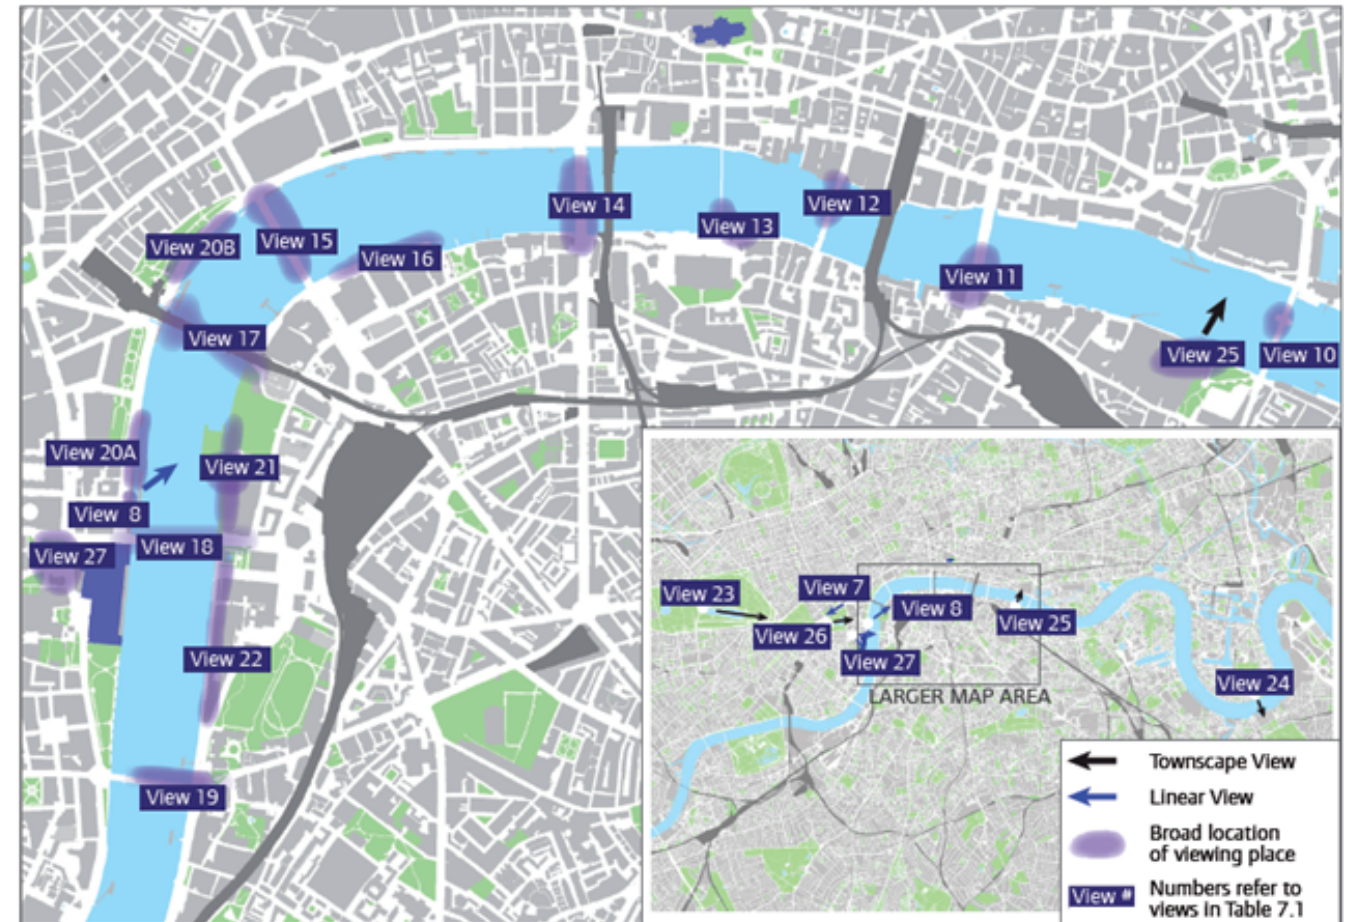 View 14
View 12
View 13
View 15
View 20B
View 16
View 11
View 17
View 25
View 10
View 20A
View 21
View 8
View 18
View 27
View 22
View 19
View 23
View 7
View 8
View 26
View 25
View 27
View 24
LARGER MAP AREA
Townscape View
Linear View
Broad location
of viewing place
View #
Numbers refer to
views in Table 7.1